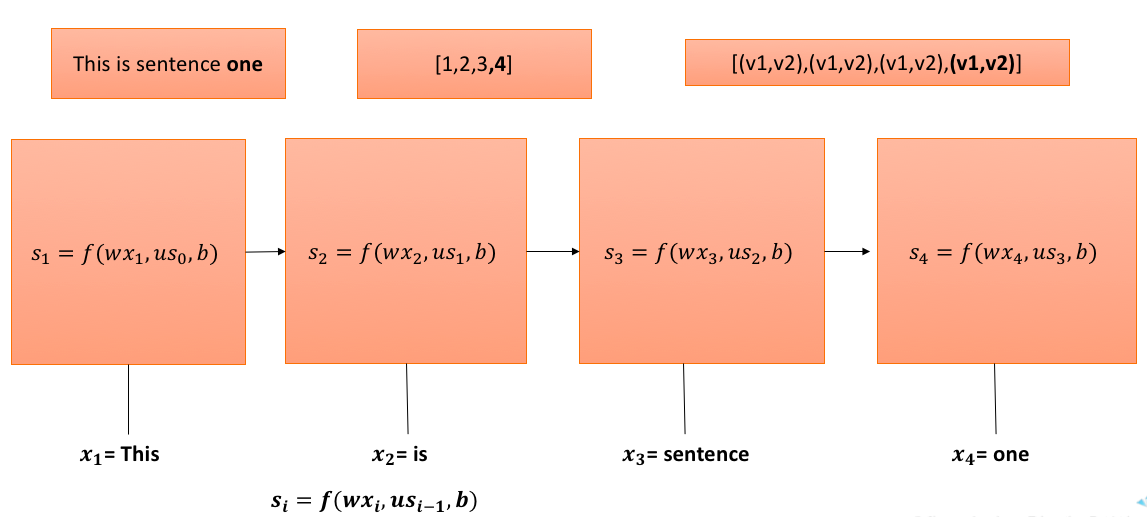 This is sentence one
[1,2,3,4]
[(v1,v2),(v1,v2),(v1,v2),(v1,v2)]
s₁ = f(wx₁, us₀, b)
s₂ = f(wx₂, us₁, b)
s₃ = f(wx₃, us₂, b)
s₄ = f(wx₄, us₃, b)
x₁= This
x₂= is
x₃= sentence
x₄= one
sᵢ = f(wxᵢ, usᵢ₋₁, b)